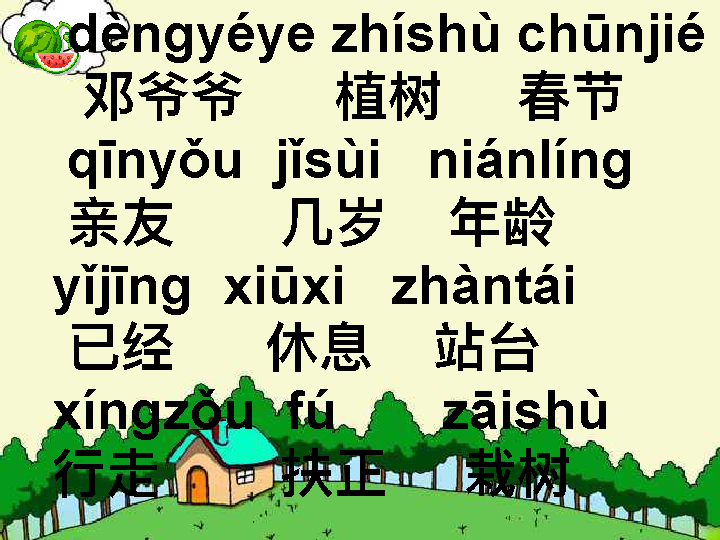 dèngyéye zhíshù chūnjié
邓爷爷 植树 春节
qīnyǒu jǐsùi niánlíng
亲友 几岁 年龄
yǐjīng xiūxi zhàntái
已经 休息 站台
xíngzǒu fú zāishù
行走 扶正 栽树